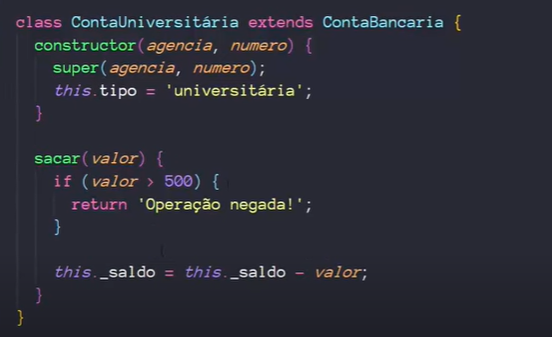 class ContaUniversitária extends ContaBancaria {
constructor(agencia, numero) {
super(agencia, numero);
this.tipo = 'universitária';
}
sacar(valor) {
if (valor > 500) {
return 'Operação negada!';
}
this._saldo = this._saldo - valor;
}
}